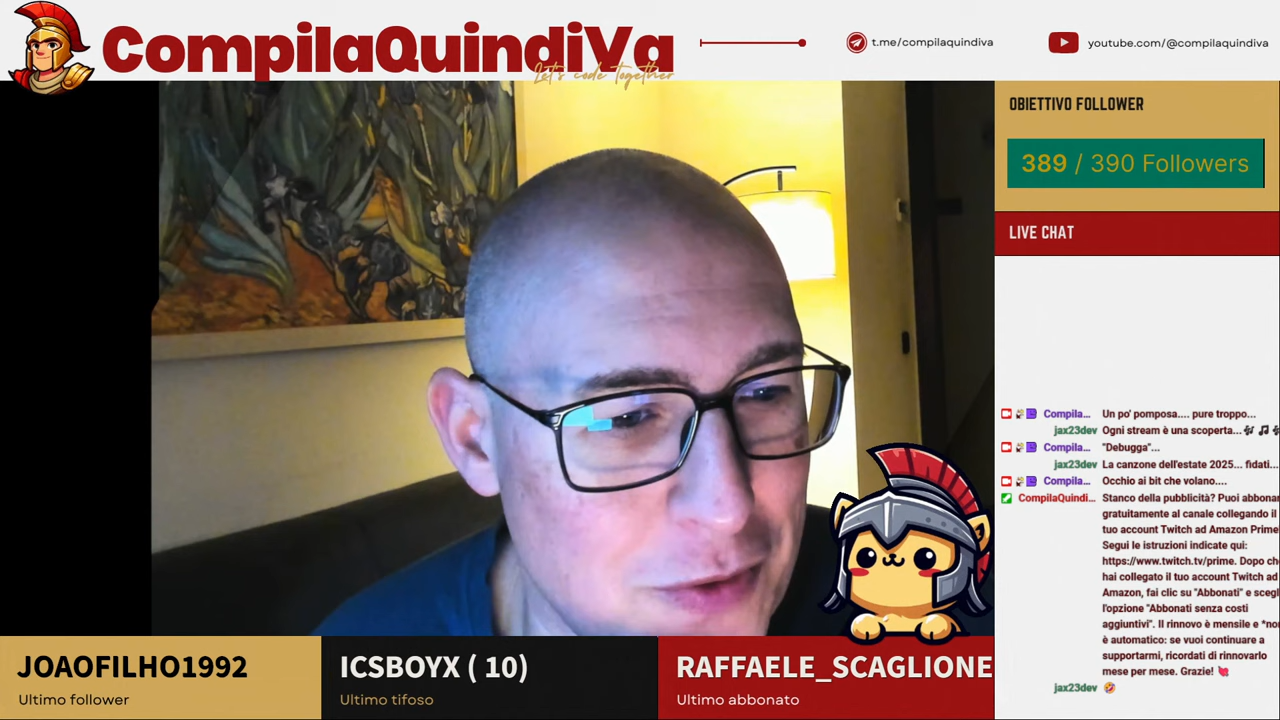 CompilaQuindiVa
Let's code together
t.me/compilaquindiva
youtube.com/@compilaquindiva
OBIETTIVO FOLLOWER
389 / 390 Followers
LIVE CHAT
Compila... Un po' pomposa.... pure troppo...
jax23dev Ogni stream è una scoperta...
Compila... "Debugga"...
jax23dev La canzone dell'estate 2025... fidati...
Compila... Occhio ai bit che volano....
CompilaQuindi... Stanco della pubblicità? Puoi abbonar
gratuitamente al canale collegando il
tuo account Twitch ad Amazon Prime
Segui le istruzioni indicate qui:
https://www.twitch.tv/prime. Dopo che
hai collegato il tuo account Twitch ad
Amazon, fai clic su "Abbonati" e scegl
l'opzione "Abbonati senza costi
aggiuntivi". Il rinnovo è mensile e *no
è automatico: se vuoi continuare a
supportarmi, ricordati di rinnovarlo
mese per mese. Grazie!
jax23dev
JOAOFILHO1992
Ultimo follower
ICSBOYX ( 10)
Ultimo tifoso
RAFFAELE_SCAGLIONE
Ultimo abbonato